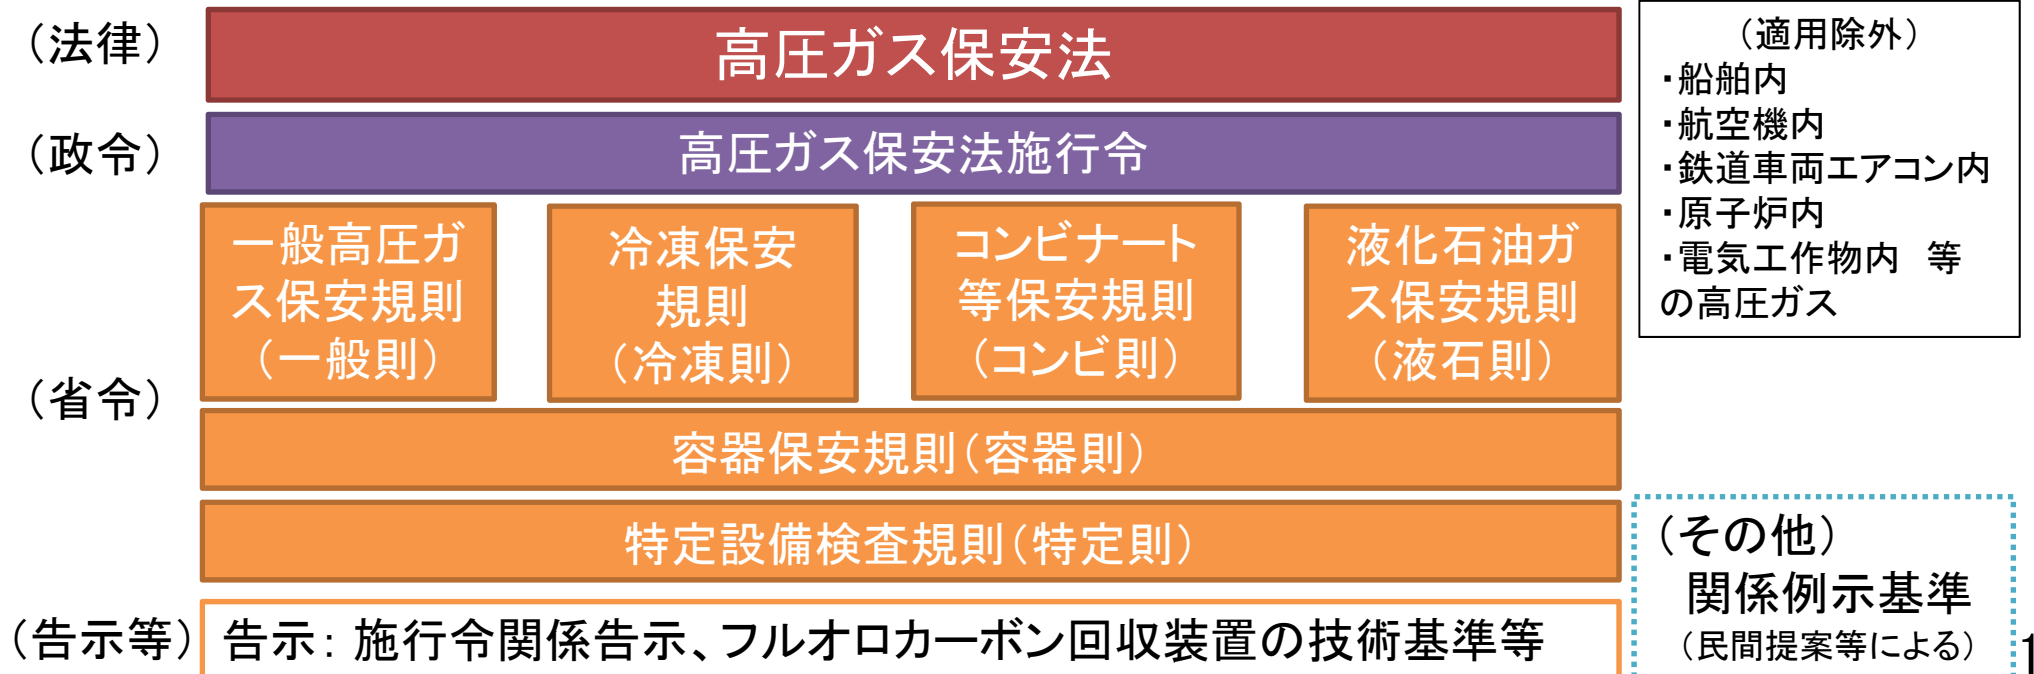 （法律）
高圧ガス保安法
（政令）
高圧ガス保安法施行令
（省令）
一般高圧ガ
ス保安規則
（一般則）
冷凍保安
規則
（冷凍則）
コンビナート
等保安規則
（コンビ則）
液化石油ガ
ス保安規則
（液石則）
容器保安規則（容器則）
特定設備検査規則（特定則）
（告示等）
告示：施行令関係告示、フルオロカーボン回収装置の技術基準等
（適用除外）
・船舶内
・航空機内
・鉄道車両エアコン内
・原子炉内
・電気工作物内　等
の高圧ガス
（その他）
関係例示基準
（民間提案等による）
1